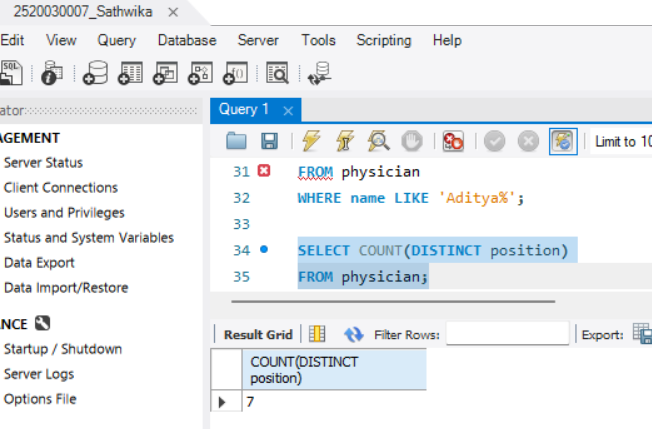 2520030007_Sathwika ×
Edit View Query Database Server Tools Scripting Help
Query 1 ×
Limit to 10
AGEMENT
Server Status
Client Connections
Users and Privileges
Status and System Variables
Data Export
Data Import/Restore
NCE
Startup / Shutdown
Server Logs
Options File
31 FROM physician
32 WHERE name LIKE 'Aditya%';
33
34 SELECT COUNT(DISTINCT position)
35 FROM physician;
Result Grid Filter Rows: Export:
COUNT(DISTINCT
position)
7